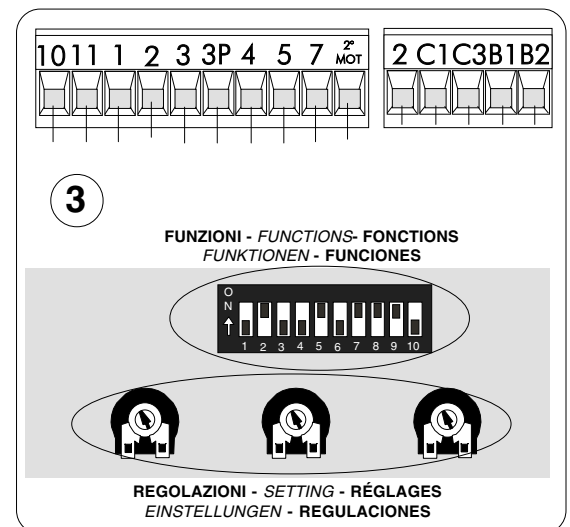 10 11 1 2 3 3P 4 5 7 2° MOT
2 C1 C3 B1 B2
3
FUNZIONI - FUNCTIONS- FONCTIONS
FUNKTIONEN - FUNCIONES
ON
1 2 3 4 5 6 7 8 9 10
REGOLAZIONI - SETTING - RÉGLAGES
EINSTELLUNGEN - REGULACIONES